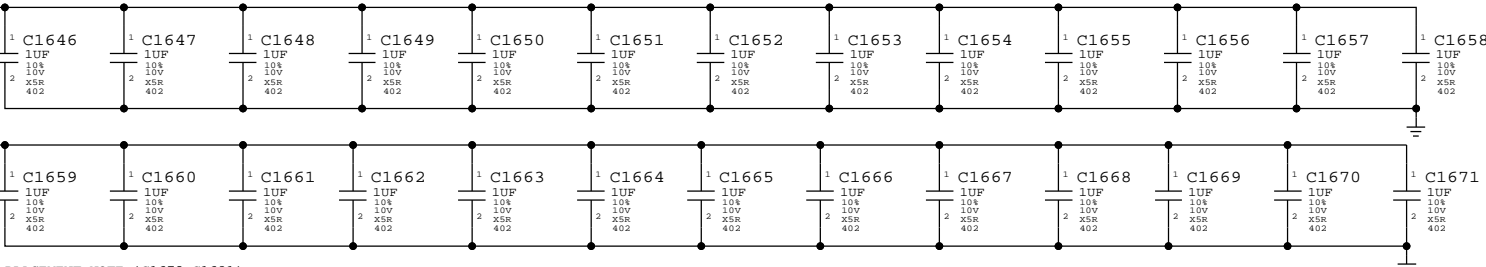 1 C1646 1 C1647 1 C1648 1 C1649 1 C1650 1 C1651 1 C1652 1 C1653 1 C1654 1 C1655 1 C1656 1 C1657 1 C1658
1UF 1UF 1UF 1UF 1UF 1UF 1UF 1UF 1UF 1UF 1UF 1UF 1UF
10% 10% 10% 10% 10% 10% 10% 10% 10% 10% 10% 10% 10%
10V 10V 10V 10V 10V 10V 10V 10V 10V 10V 10V 10V 10V
2 X5R 2 X5R 2 X5R 2 X5R 2 X5R 2 X5R 2 X5R 2 X5R 2 X5R 2 X5R 2 X5R 2 X5R 2 X5R
402 402 402 402 402 402 402 402 402 402 402 402 402
1 C1659 1 C1660 1 C1661 1 C1662 1 C1663 1 C1664 1 C1665 1 C1666 1 C1667 1 C1668 1 C1669 1 C1670 1 C1671
1UF 1UF 1UF 1UF 1UF 1UF 1UF 1UF 1UF 1UF 1UF 1UF 1UF
10% 10% 10% 10% 10% 10% 10% 10% 10% 10% 10% 10% 10%
10V 10V 10V 10V 10V 10V 10V 10V 10V 10V 10V 10V 10V
2 X5R 2 X5R 2 X5R 2 X5R 2 X5R 2 X5R 2 X5R 2 X5R 2 X5R 2 X5R 2 X5R 2 X5R 2 X5R
402 402 402 402 402 402 402 402 402 402 402 402 402